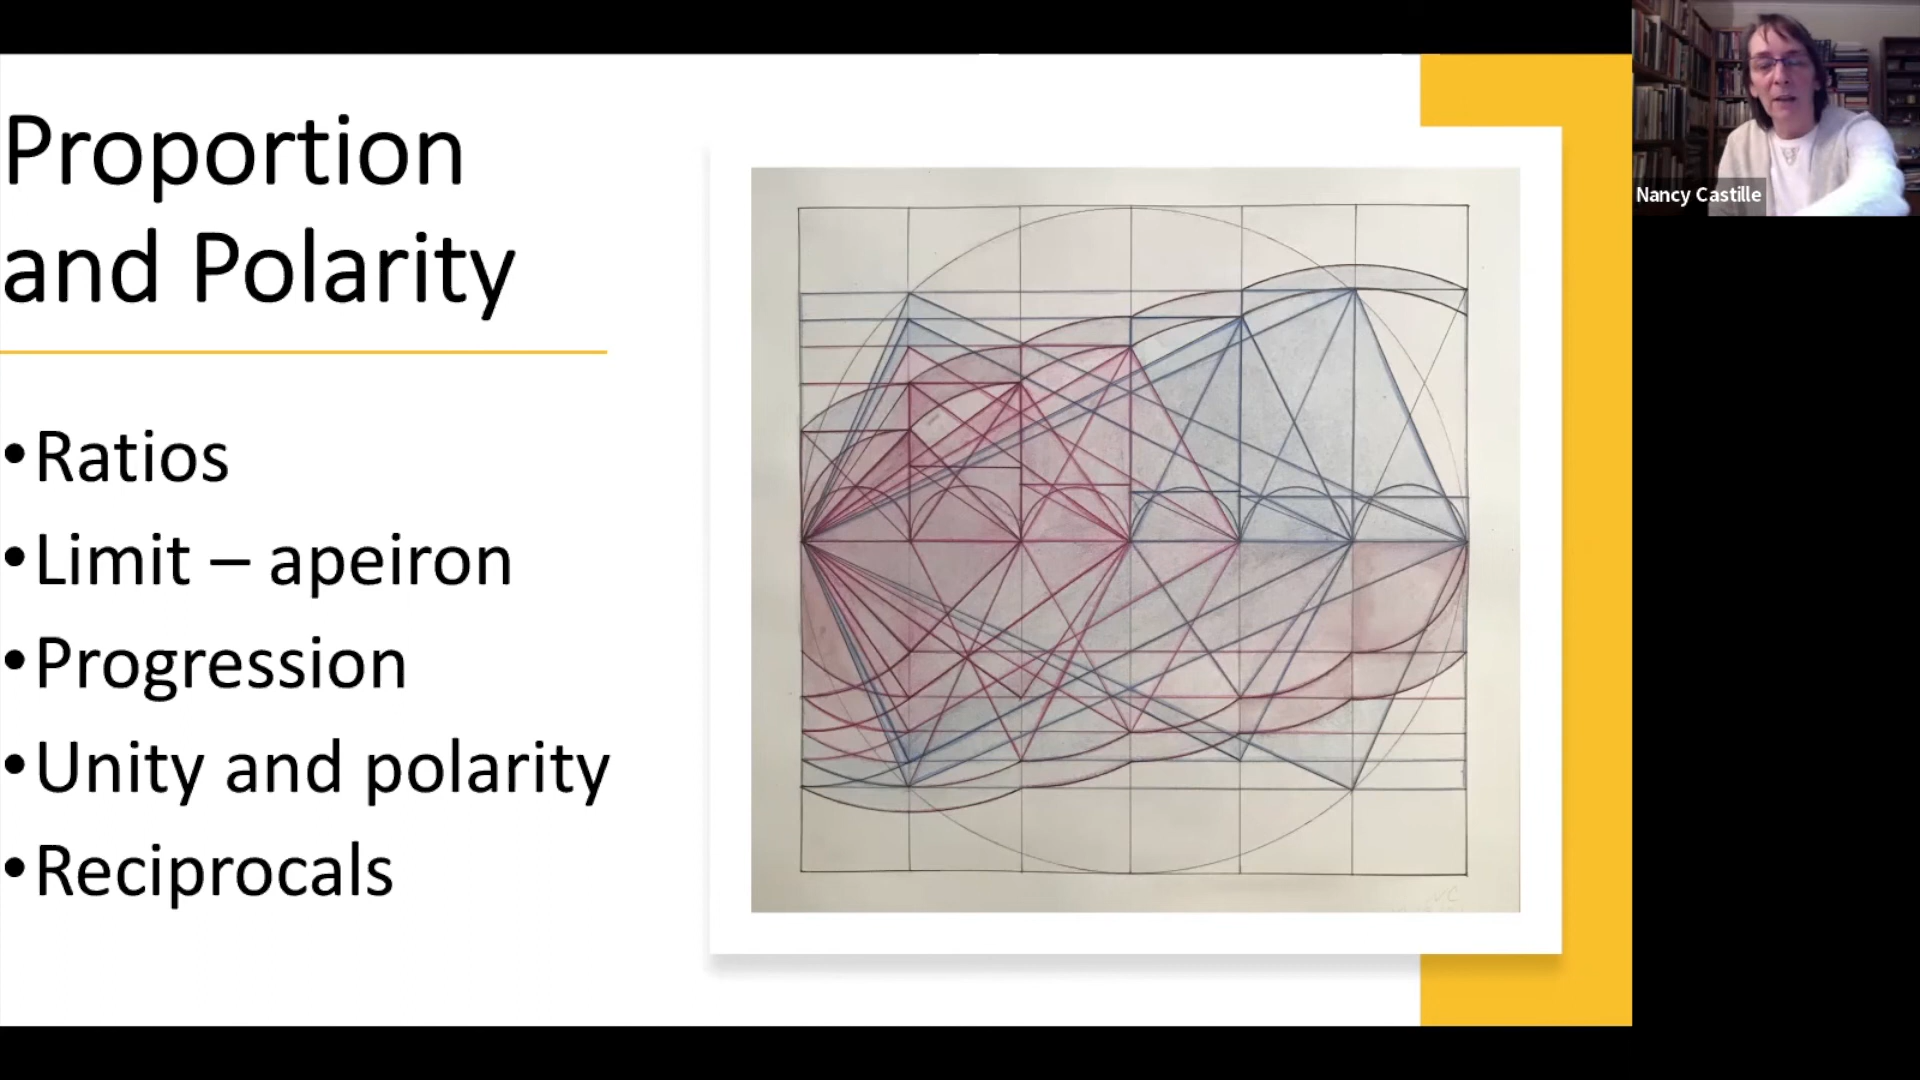 Proportion
and Polarity
•Ratios
•Limit – apeiron
•Progression
•Unity and polarity
•Reciprocals
Nancy Castille